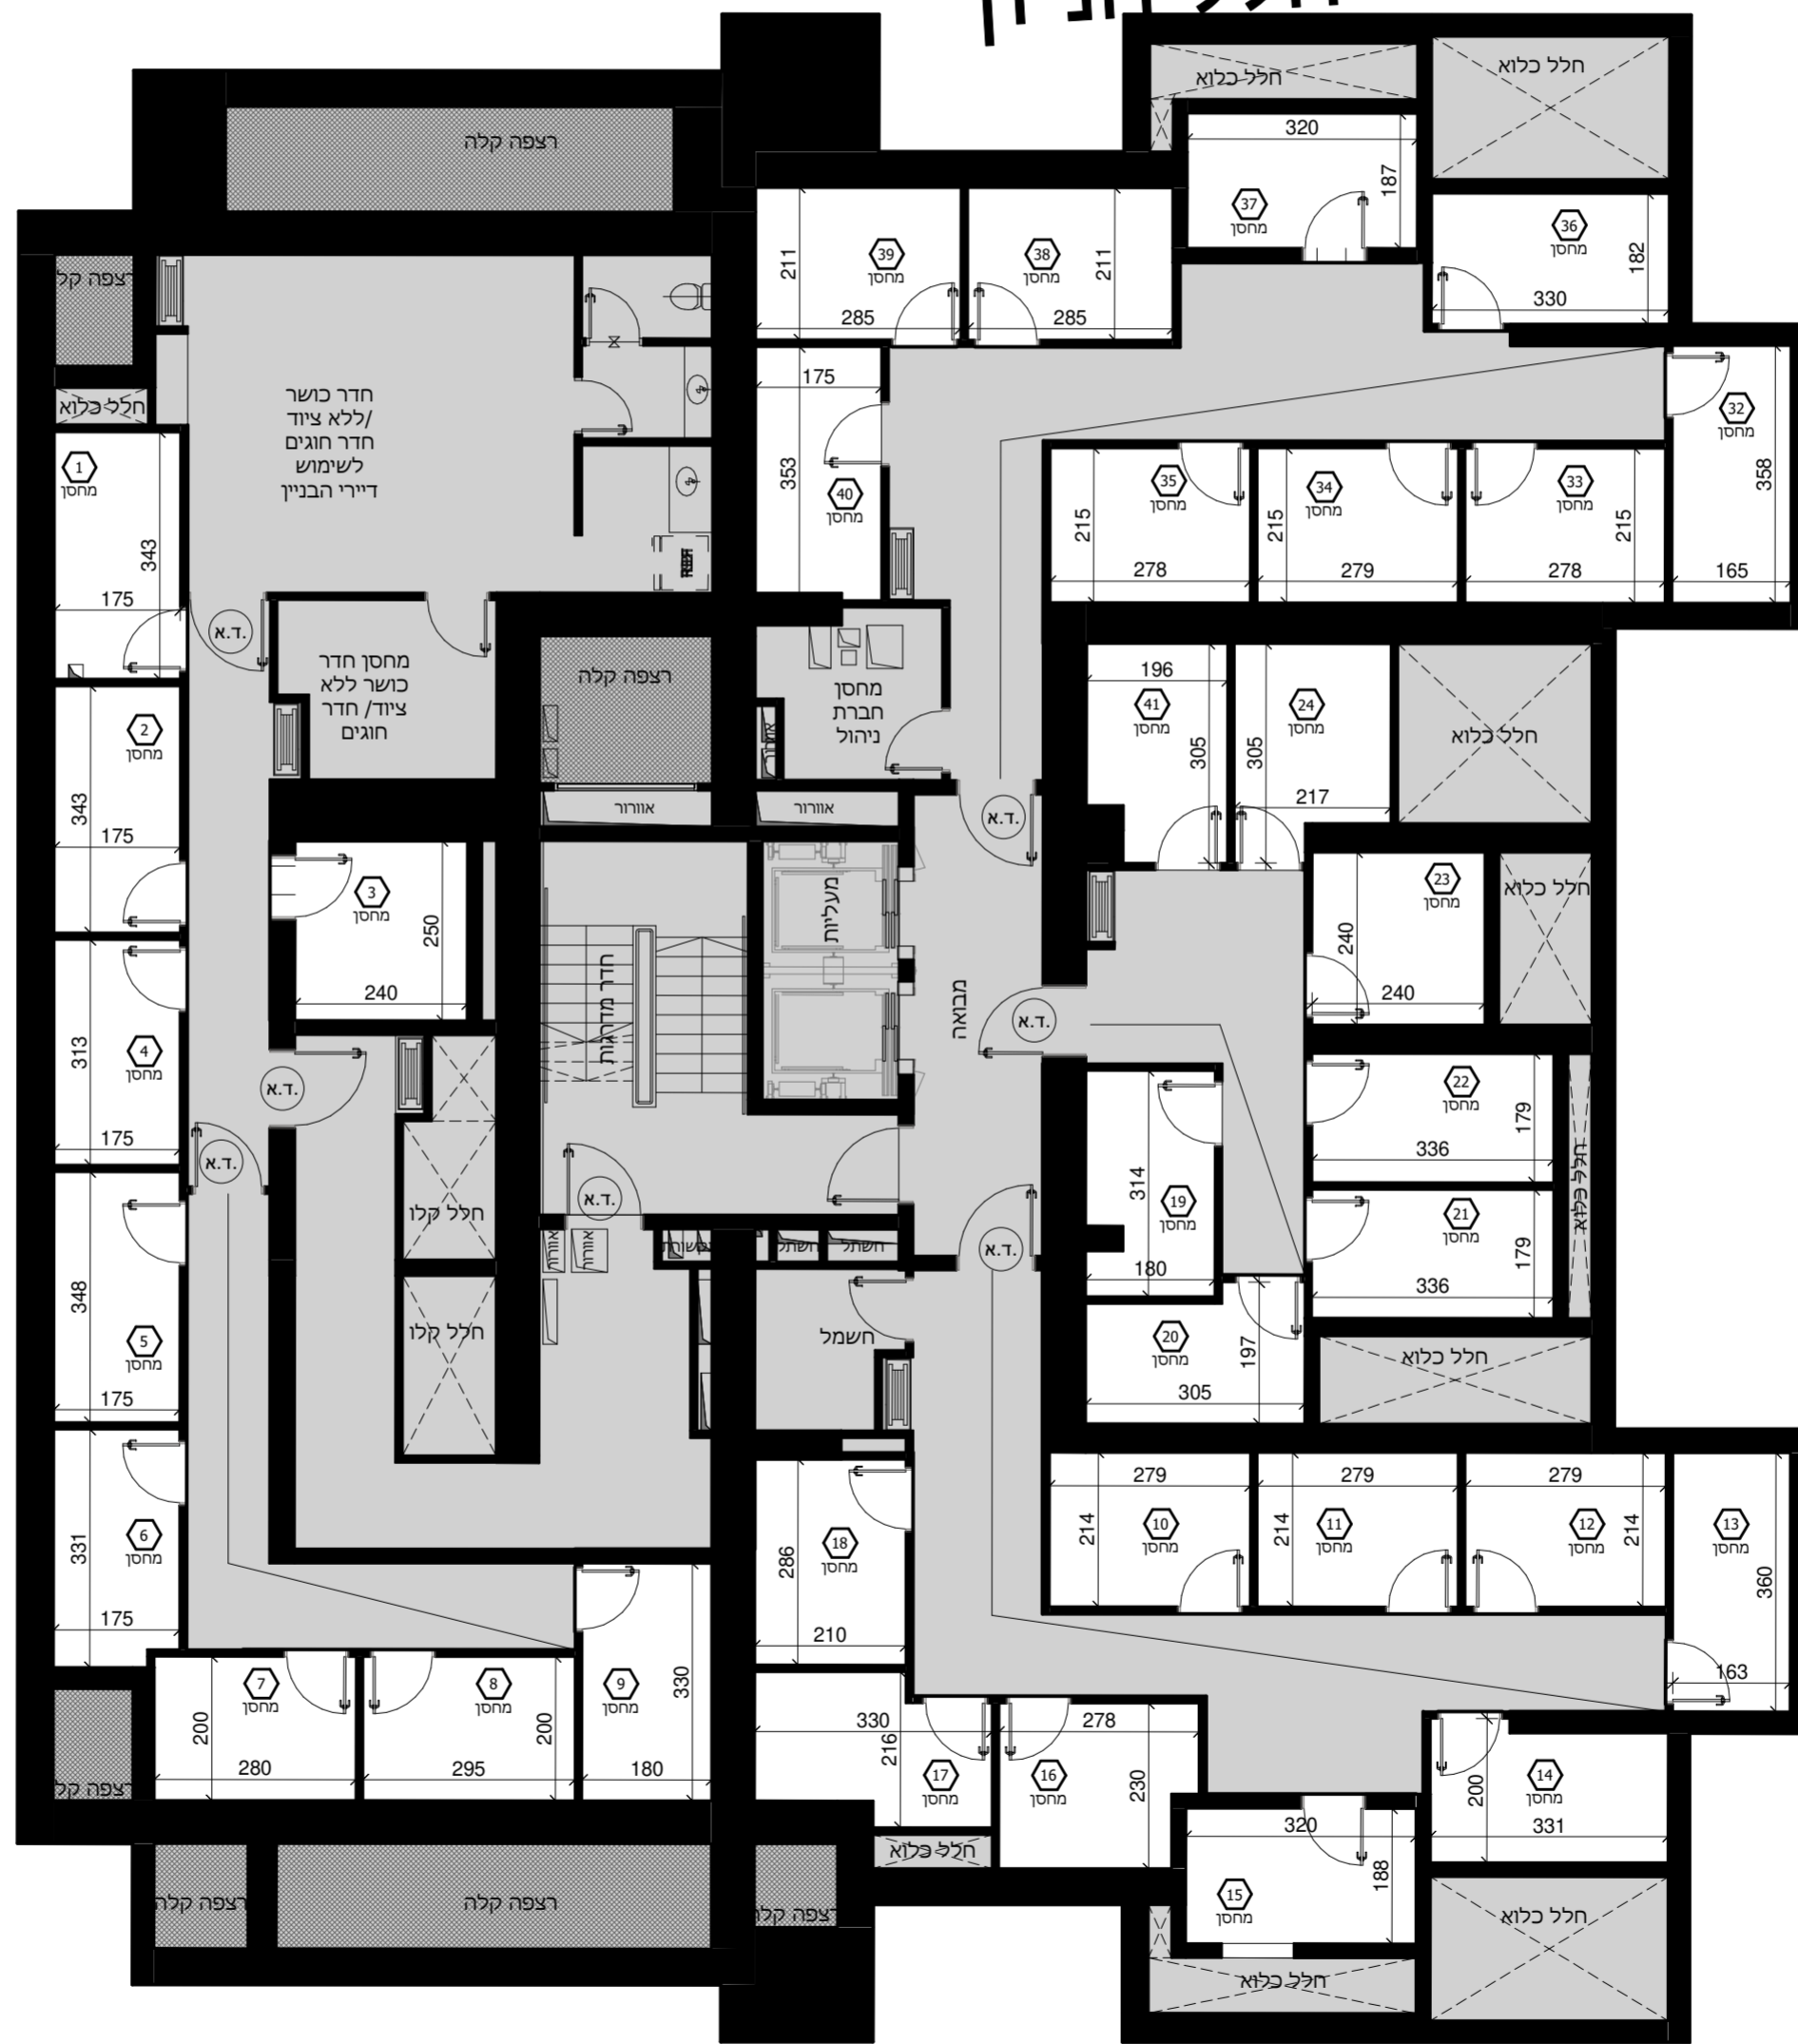 חלל כלוא
חלל כלוא
רצפה קלה
320
187
37
מחסן
36
מחסן
182
330
39
מחסן
211
285
38
מחסן
211
285
רצפה קל
חלל כלוא
חדר כושר
/ללא ציוד
חדר חוגים
לשימוש
דיירי הבניין
175
353
40
מחסן
32
מחסן
358
165
35
מחסן
215
278
34
מחסן
215
279
33
מחסן
215
278
1
מחסן
343
175
ד.א.
מחסן חדר
כושר ללא
ציוד/ חדר
חוגים
רצפה קלה
מחסן
חברת
ניהול
196
41
מחסן
305
24
מחסן
305
217
חלל כלוא
2
מחסן
343
175
אוורור
אוורור
ד.א.
3
מחסן
250
240
חדר מדרגות
מעליות
מבואה
23
מחסן
240
240
חלל כלוא
4
מחסן
313
175
ד.א.
ד.א.
ד.א.
22
מחסן
179
336
חלל כלוא
ד.א.
314
19
מחסן
180
21
מחסן
179
336
חלל קלו
אוורור
אוורור
חשתל
חשתל
ד.א.
5
מחסן
348
175
חלל קלו
חשמל
20
מחסן
197
305
חלל כלוא
6
מחסן
331
175
18
מחסן
286
210
279
214
10
מחסן
279
214
11
מחסן
279
214
12
מחסן
13
מחסן
360
163
7
מחסן
200
280
8
מחסן
200
295
9
מחסן
330
180
330
216
17
מחסן
278
16
מחסן
230
14
מחסן
200
331
רצפה קל
חלל כלוא
320
188
15
מחסן
רצפה קלה
רצפה קלה
רצפה קלה
חלל כלוא
חלל כלוא